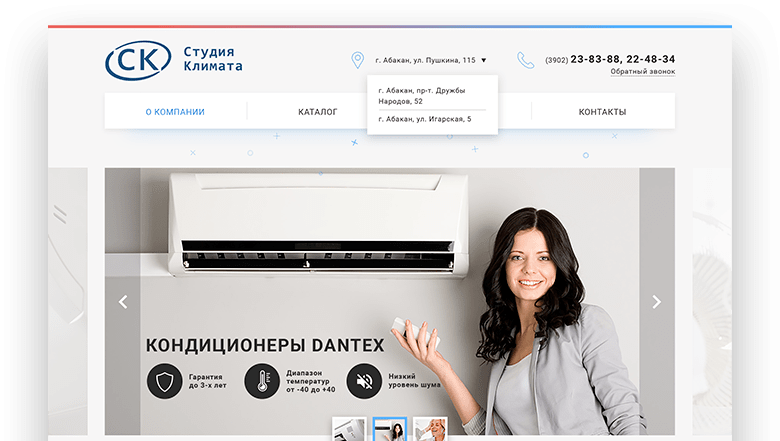 СК
Студия
Климата
г. Абакан, ул. Пушкина, 115
(3902) 23-83-88, 22-48-34
Обратный звонок
г. Абакан, пр-т. Дружбы
Народов, 52
г. Абакан, ул. Игарская, 5
О КОМПАНИИ
КАТАЛОГ
КОНТАКТЫ
КОНДИЦИОНЕРЫ DANTEX
Гарантия
до 3-х лет
Диапазон
температур
от -40 до +40
Низкий
уровень шума